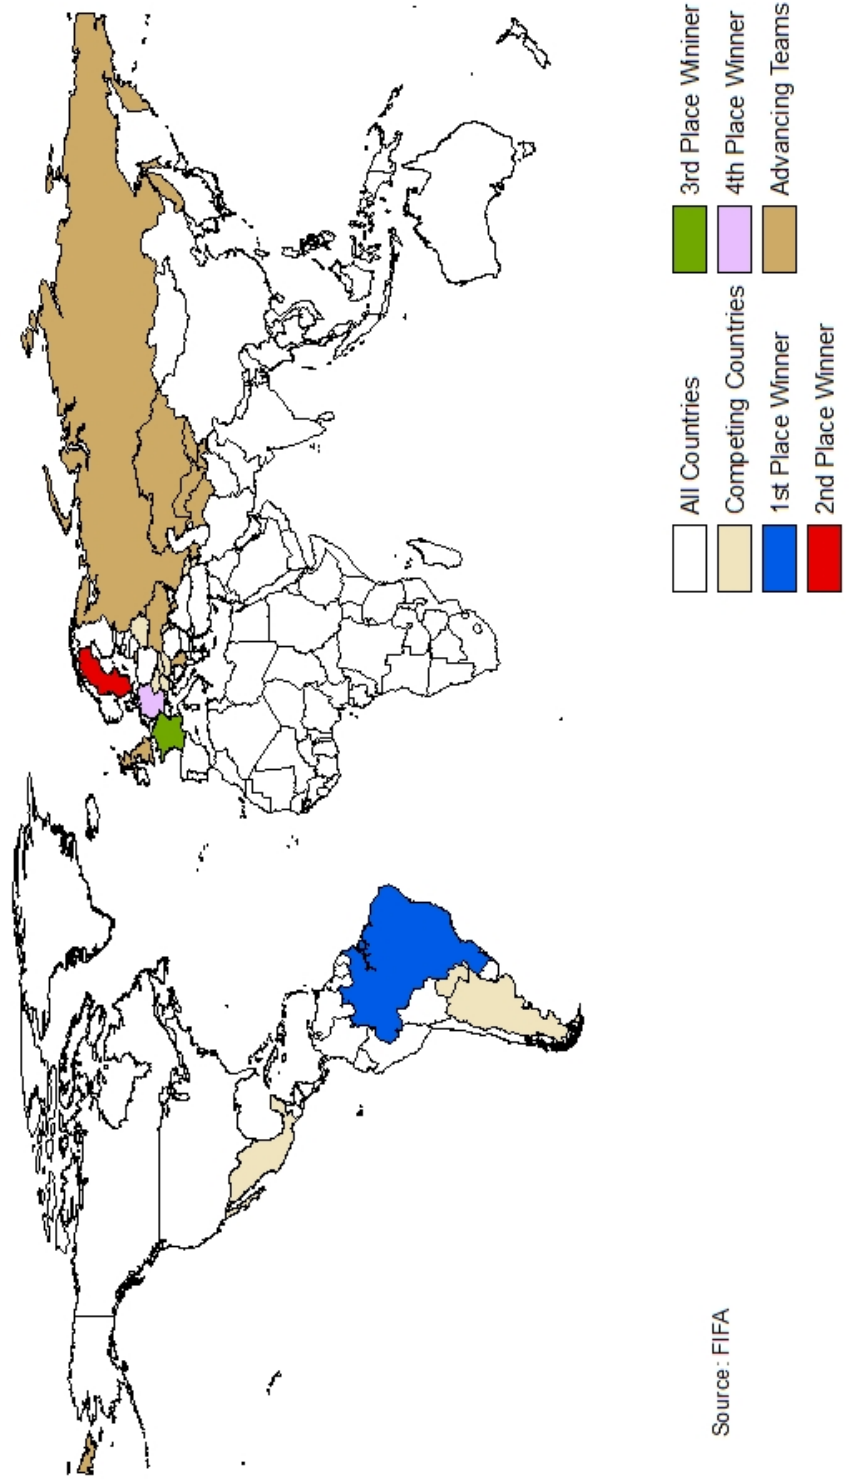 All Countries
Competing Countries
1st Place Winner
2nd Place Winner
3rd Place Wininer
4th Place Winner
Advancing Teams
Source: FIFA